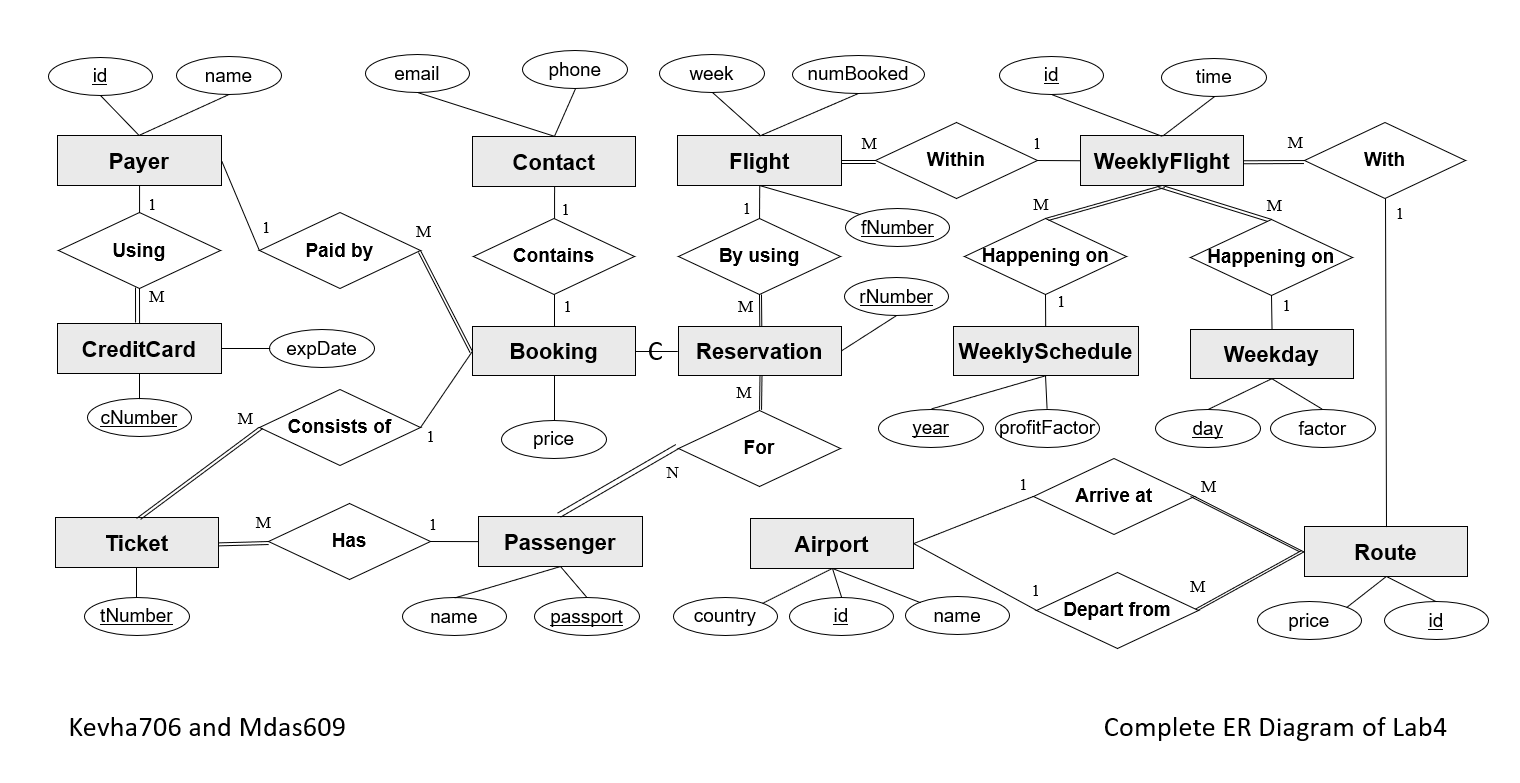 id
name
email
phone
week
numBooked
id
time
Payer
Contact
Flight
M
Within
1
WeeklyFlight
M
With
1
1
1
M
M
1
fNumber
1
M
Using
Paid by
Contains
By using
Happening on
Happening on
M
1
M
rNumber
1
1
CreditCard
expDate
Booking
C
Reservation
WeeklySchedule
Weekday
cNumber
M
Consists of
1
price
M
For
N
year
profitFactor
day
factor
1
Arrive at
M
Ticket
M
Has
1
Passenger
Airport
Route
1
Depart from
M
tNumber
name
passport
country
id
name
price
id
Kevha706 and Mdas609
Complete ER Diagram of Lab4